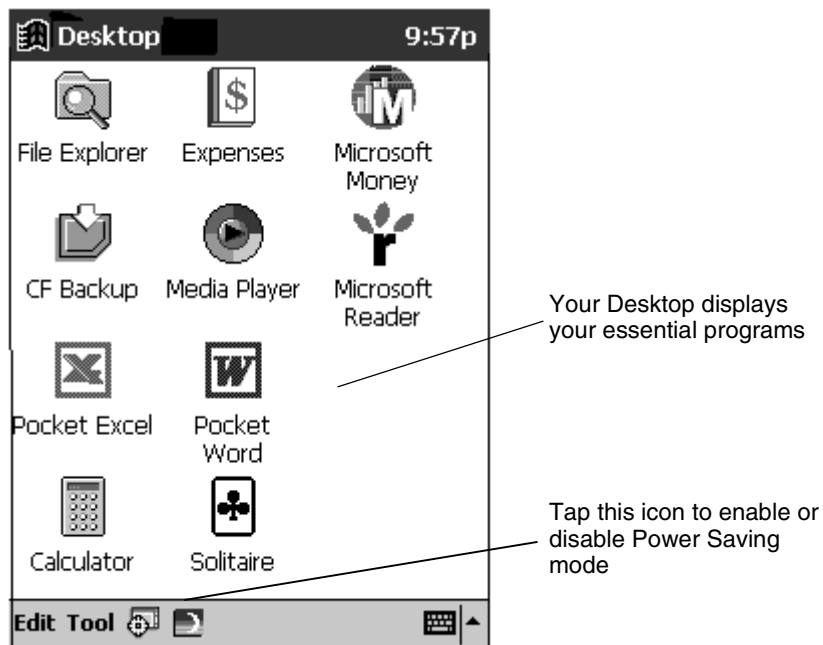 Desktop 9:57p
$ M
File Explorer Expenses Microsoft
Money
CF Backup Media Player Microsoft
Reader
r
Your Desktop displays
your essential programs
X W
Pocket Excel Pocket
Word
Calculator Solitaire
Tap this icon to enable or
disable Power Saving
mode
Edit Tool